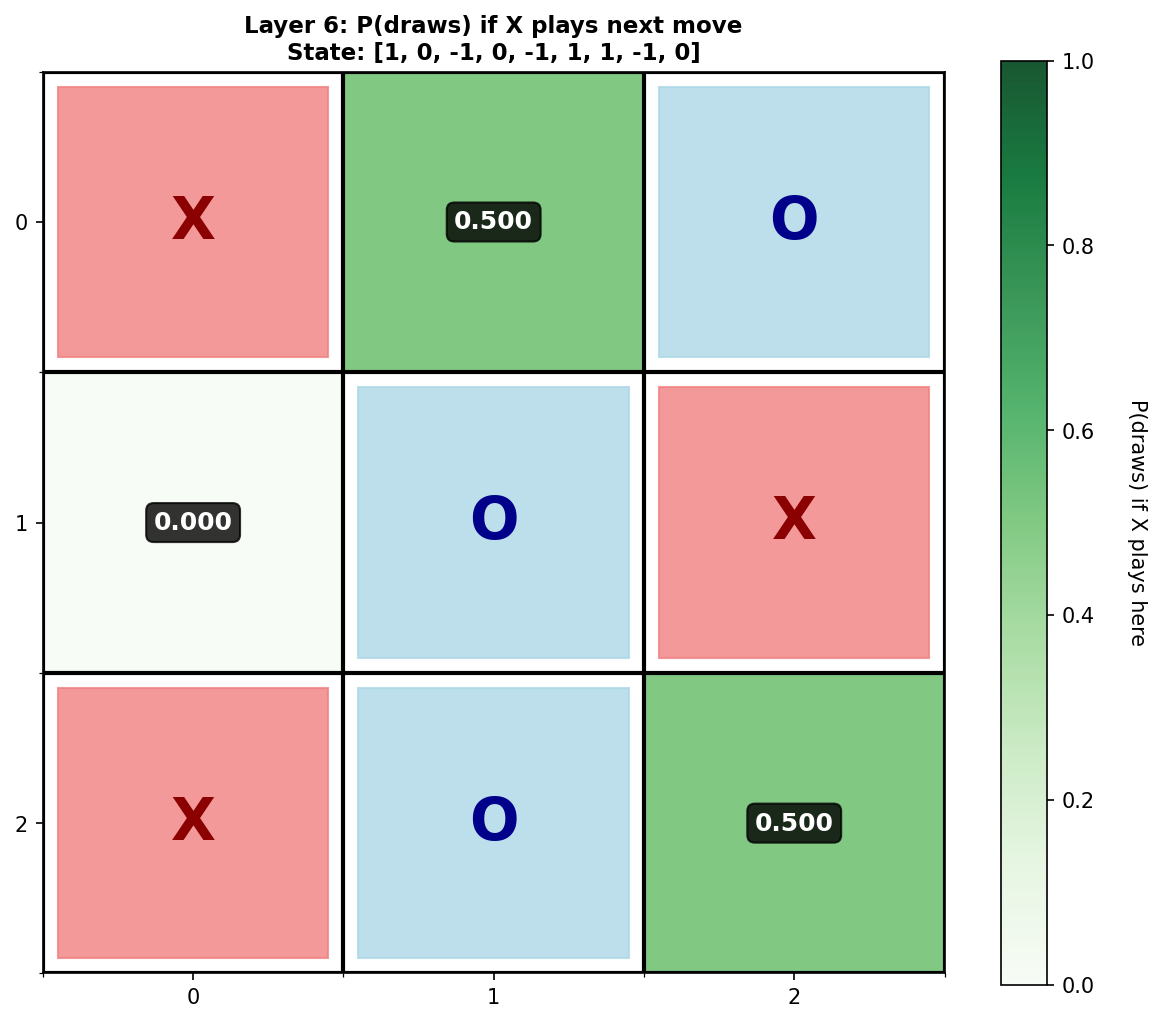 Layer 6: P(draws) if X plays next move
State: [1, 0, -1, 0, -1, 1, 1, -1, 0]
X
0.500
O
0.000
O
X
X
O
0.500
0
1
2
0
1
2
1.0
0.8
0.6
0.4
0.2
0.0
P(draws) if X plays here